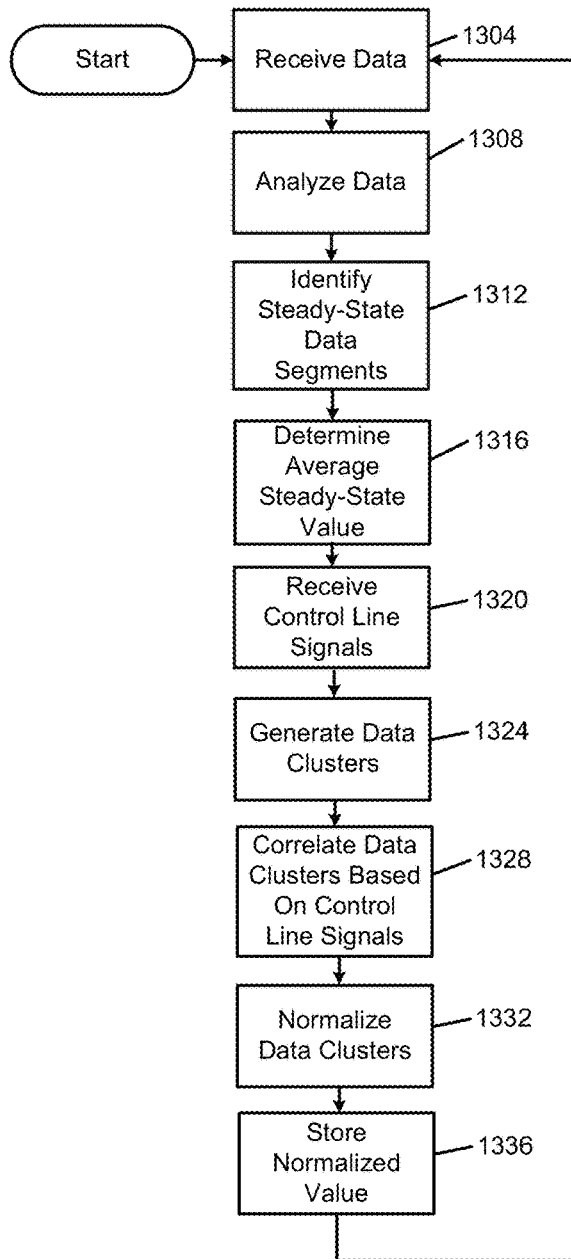 Start
Receive Data
1304
Analyze Data
1308
Identify
Steady-State
Data
Segments
1312
Determine
Average
Steady-State
Value
1316
Receive
Control Line
Signals
1320
Generate Data
Clusters
1324
Correlate Data
Clusters Based
On Control
Line Signals
1328
Normalize
Data Clusters
1332
Store
Normalized
Value
1336